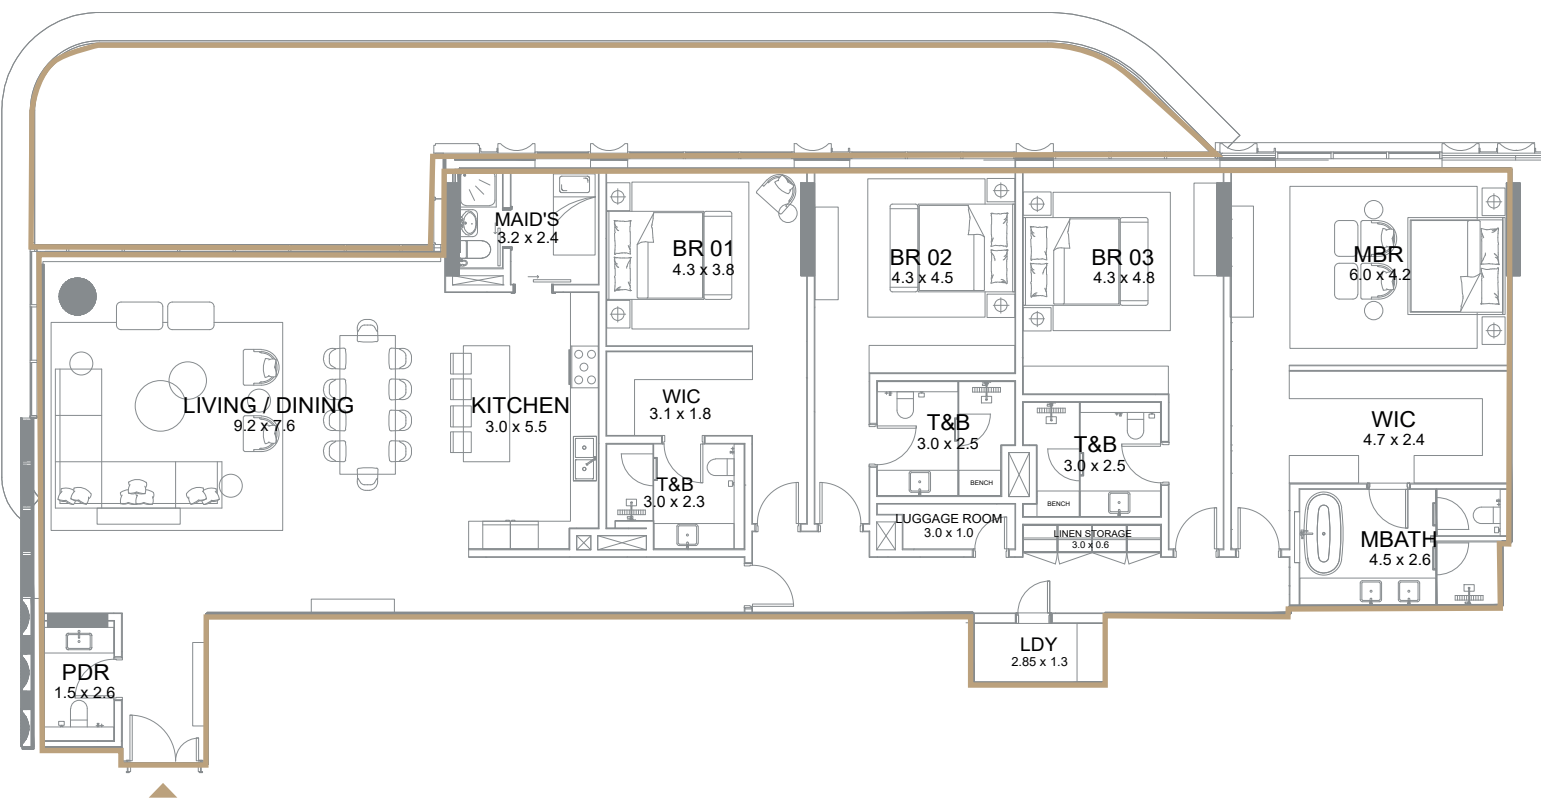 MAID'S
3.2 x 2.4
BR 01
4.3 x 3.8
BR 02
4.3 x 4.5
BR 03
4.3 x 4.8
MBR
6.0 x 4.2
LIVING / DINING
9.2 x 7.6
KITCHEN
3.0 x 5.5
WIC
3.1 x 1.8
T&B
3.0 x 2.5
T&B
3.0 x 2.5
WIC
4.7 x 2.4
T&B
3.0 x 2.3
BENCH
BENCH
LUGGAGE ROOM
3.0 x 1.0
LINEN STORAGE
3.0 x 0.6
MBATH
4.5 x 2.6
PDR
1.5 x 2.6
LDY
2.85 x 1.3